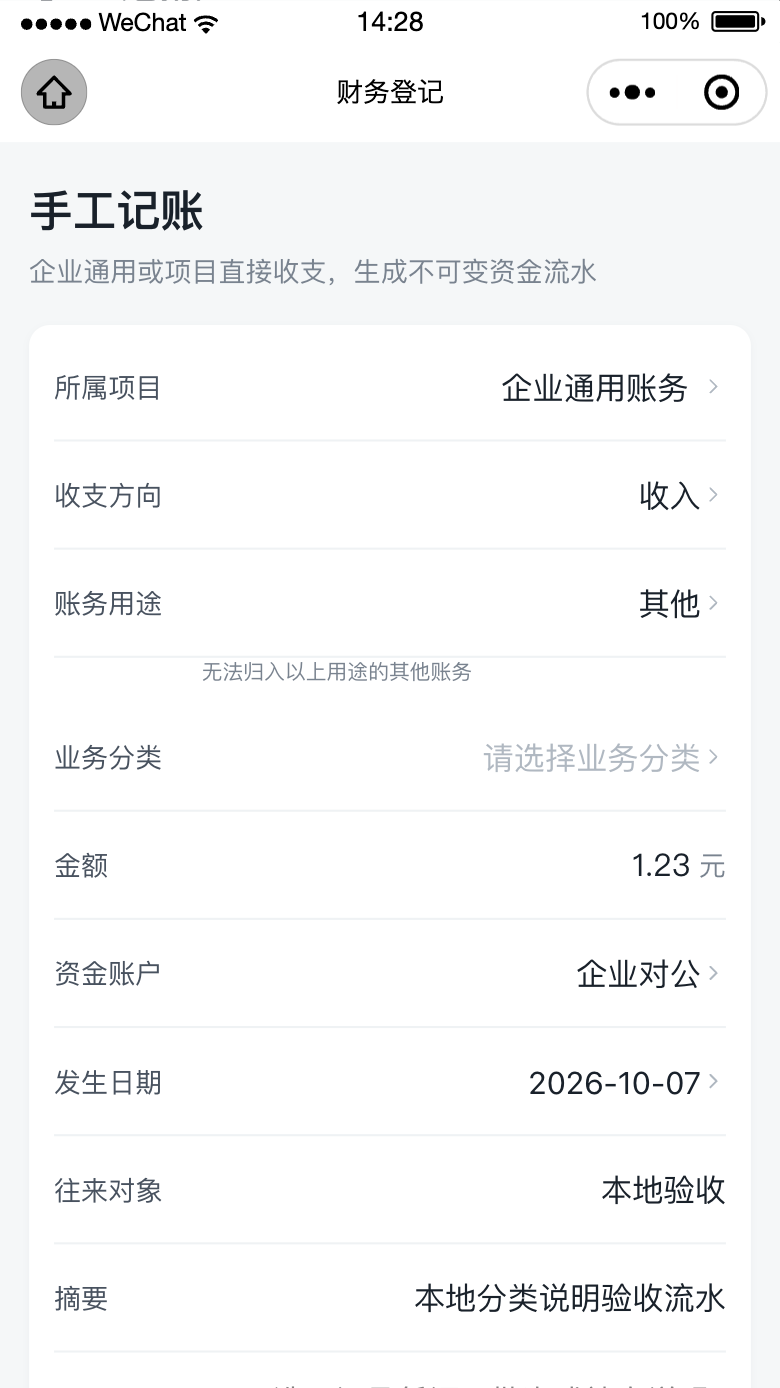 WeChat 14:28 100%
财务登记
手工记账
企业通用或项目直接收支，生成不可变资金流水
所属项目 企业通用账务
收支方向 收入
账务用途 其他
无法归入以上用途的其他账务
业务分类 请选择业务分类
金额 1.23 元
资金账户 企业对公
发生日期 2026-10-07
往来对象 本地验收
摘要 本地分类说明验收流水